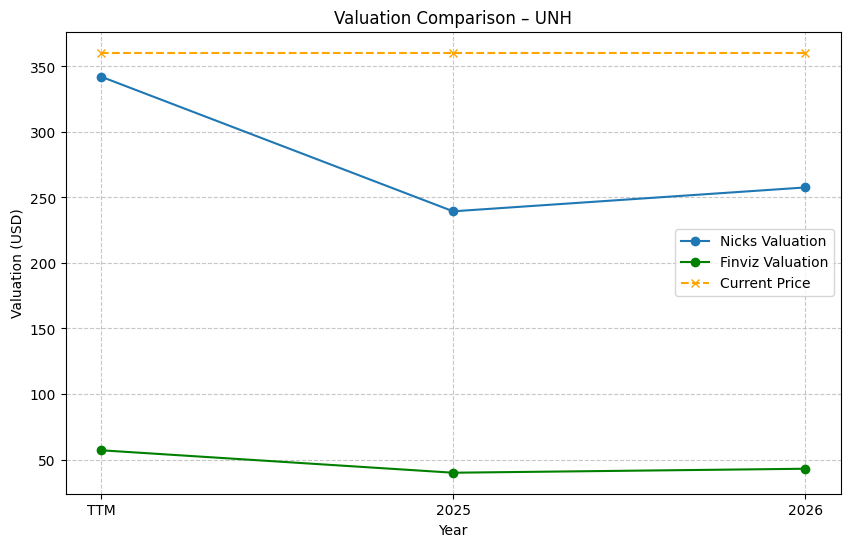 Valuation Comparison – UNH
Valuation (USD)
350
300
250
200
150
100
50
Nicks Valuation
Finviz Valuation
Current Price
TTM 2025 2026
Year